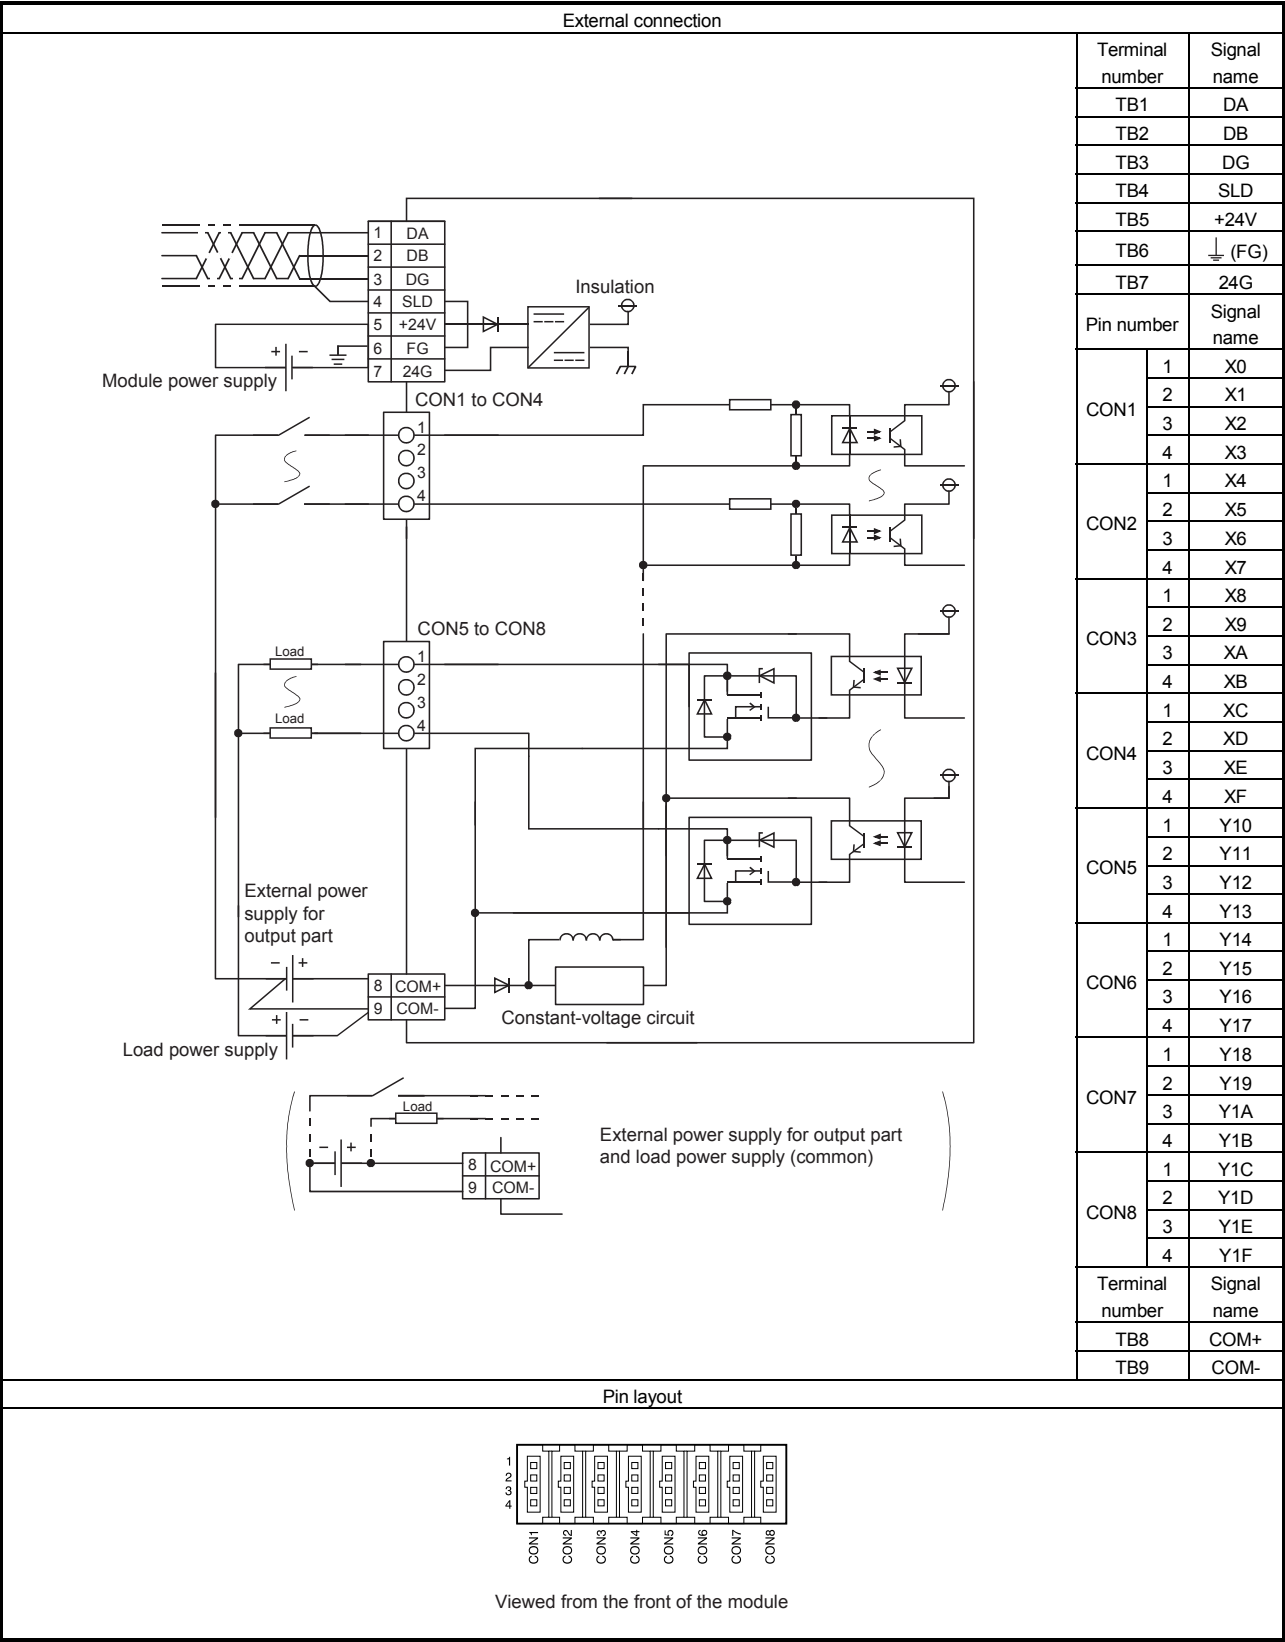 External connection
1 DA
2 DB
3 DG
4 SLD
5 +24V
6 FG
7 24G
Insulation
+ −
Module power supply
CON1 to CON4
1
2
3
4
CON5 to CON8
1
2
3
4
Load
Load
External power
supply for
output part
− +
8 COM+
9 COM-
+ −
Load power supply
Constant-voltage circuit
Load
− +
8 COM+
9 COM-
External power supply for output part
and load power supply (common)
Terminal number Signal name
TB1 DA
TB2 DB
TB3 DG
TB4 SLD
TB5 +24V
TB6 (FG)
TB7 24G
Pin number Signal name
CON1
1 X0
2 X1
3 X2
4 X3
CON2
1 X4
2 X5
3 X6
4 X7
CON3
1 X8
2 X9
3 XA
4 XB
CON4
1 XC
2 XD
3 XE
4 XF
CON5
1 Y10
2 Y11
3 Y12
4 Y13
CON6
1 Y14
2 Y15
3 Y16
4 Y17
CON7
1 Y18
2 Y19
3 Y1A
4 Y1B
CON8
1 Y1C
2 Y1D
3 Y1E
4 Y1F
Terminal number Signal name
TB8 COM+
TB9 COM-
Pin layout
1
2
3
4
CON1 CON2 CON3 CON4 CON5 CON6 CON7 CON8
Viewed from the front of the module